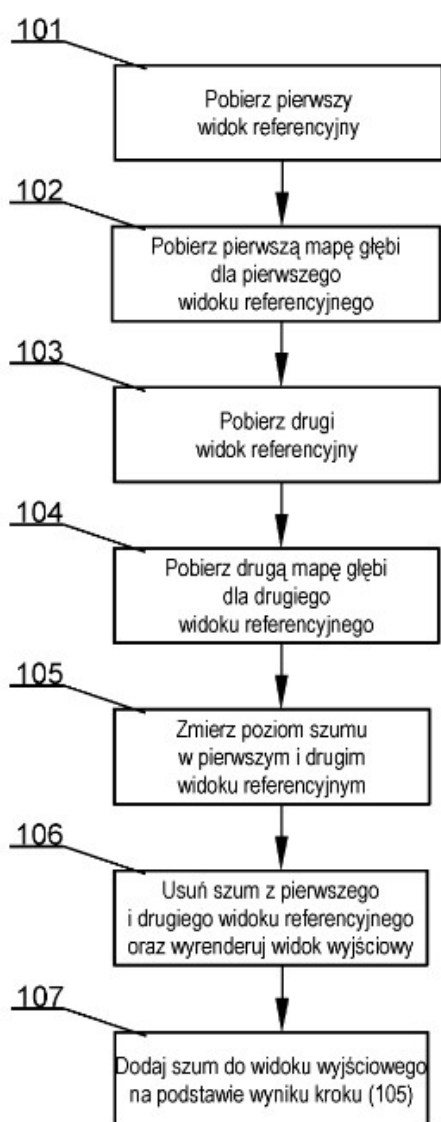 101
Pobierz pierwszy
widok referencyjny
102
Pobierz pierwszą mapę głębi
dla pierwszego
widoku referencyjnego
103
Pobierz drugi
widok referencyjny
104
Pobierz drugą mapę głębi
dla drugiego
widoku referencyjnego
105
Zmierz poziom szumu
w pierwszym i drugim
widoku referencyjnym
106
Usuń szum z pierwszego
i drugiego widoku referencyjnego
oraz wyrenderuj widok wyjściowy
107
Dodaj szum do widoku wyjściowego
na podstawie wyniku kroku (105)